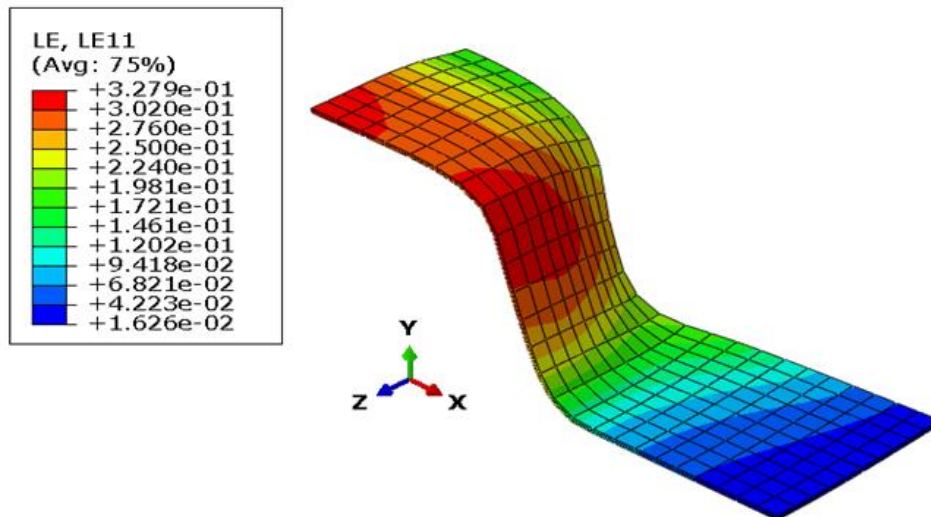 LE, LE11
(Avg: 75%)
+3.279e-01
+3.020e-01
+2.760e-01
+2.500e-01
+2.240e-01
+1.981e-01
+1.721e-01
+1.461e-01
+1.202e-01
+9.418e-02
+6.821e-02
+4.223e-02
+1.626e-02
Y
Z
X